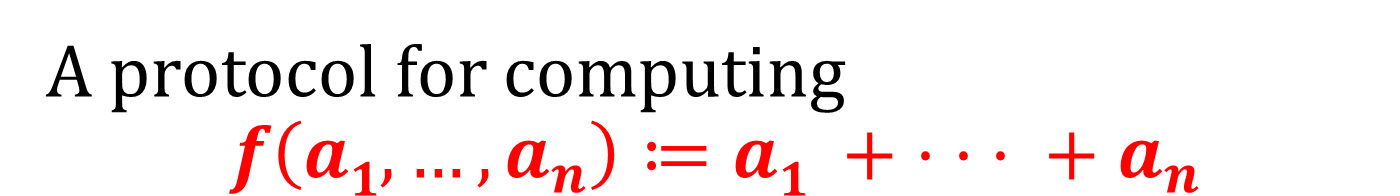 A protocol for computing
f(a₁, … , aₙ) ≔ a₁ + · · · + aₙ